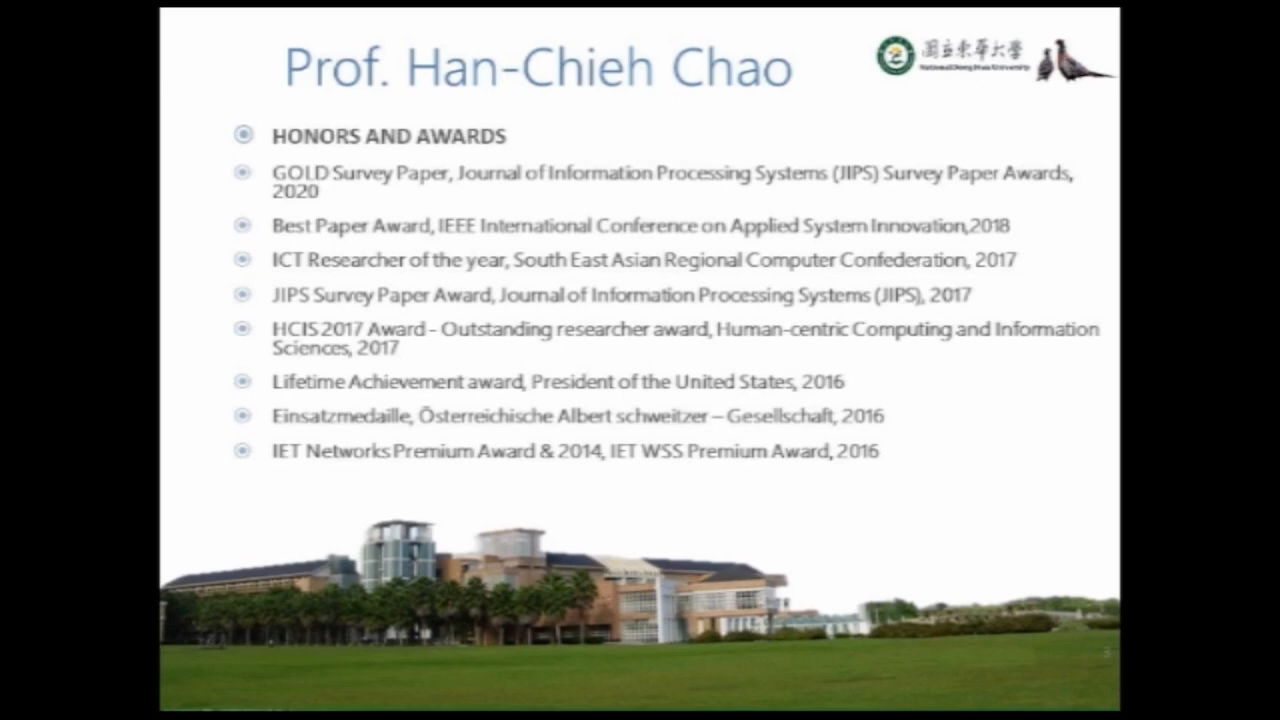 Prof. Han-Chieh Chao
國立東華大學
National Dong Hwa University
HONORS AND AWARDS
GOLD Survey Paper, Journal of Information Processing Systems (JIPS) Survey Paper Awards,
2020
Best Paper Award, IEEE International Conference on Applied System Innovation,2018
ICT Researcher of the year, South East Asian Regional Computer Confederation, 2017
JIPS Survey Paper Award, Journal of Information Processing Systems (JIPS), 2017
HCIS 2017 Award - Outstanding researcher award, Human-centric Computing and Information
Sciences, 2017
Lifetime Achievement award, President of the United States, 2016
Einsatzmedaille, Österreichische Albert schweitzer – Gesellschaft, 2016
IET Networks Premium Award & 2014, IET WSS Premium Award, 2016
3